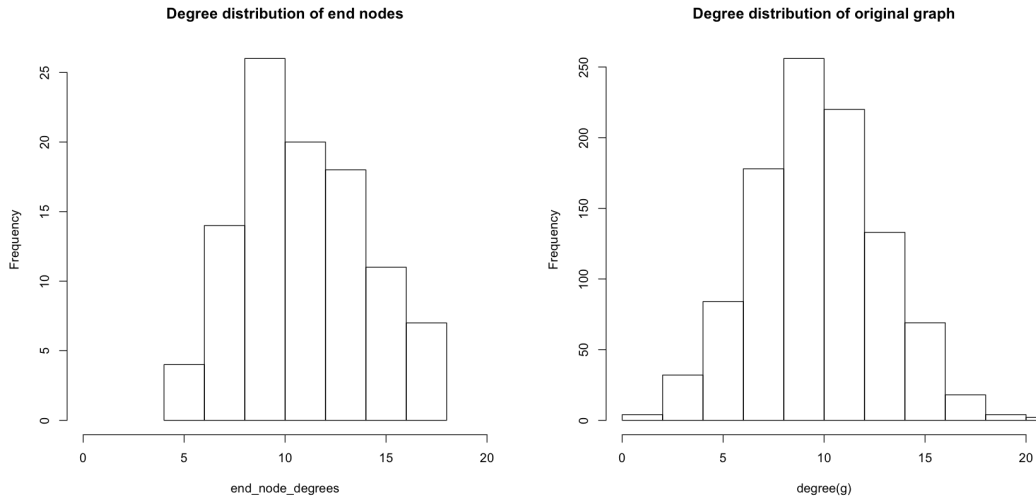 Degree distribution of end nodes
Frequency
0
5
10
15
20
25
0 5 10 15 20
end_node_degrees
Degree distribution of original graph
Frequency
0
50
100
150
200
250
0 5 10 15 20
degree(g)